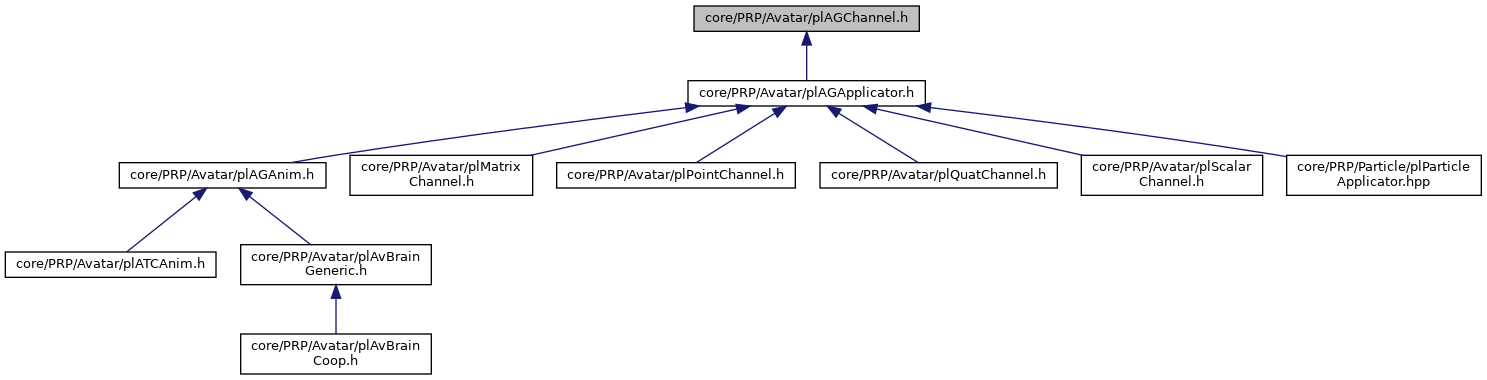 core/PRP/Avatar/plAGChannel.h
core/PRP/Avatar/plAGApplicator.h
core/PRP/Avatar/plAGAnim.h
core/PRP/Avatar/plMatrix
Channel.h
core/PRP/Avatar/plPointChannel.h
core/PRP/Avatar/plQuatChannel.h
core/PRP/Avatar/plScalar
Channel.h
core/PRP/Particle/plParticle
Applicator.hpp
core/PRP/Avatar/plATCAnim.h
core/PRP/Avatar/plAvBrain
Generic.h
core/PRP/Avatar/plAvBrain
Coop.h